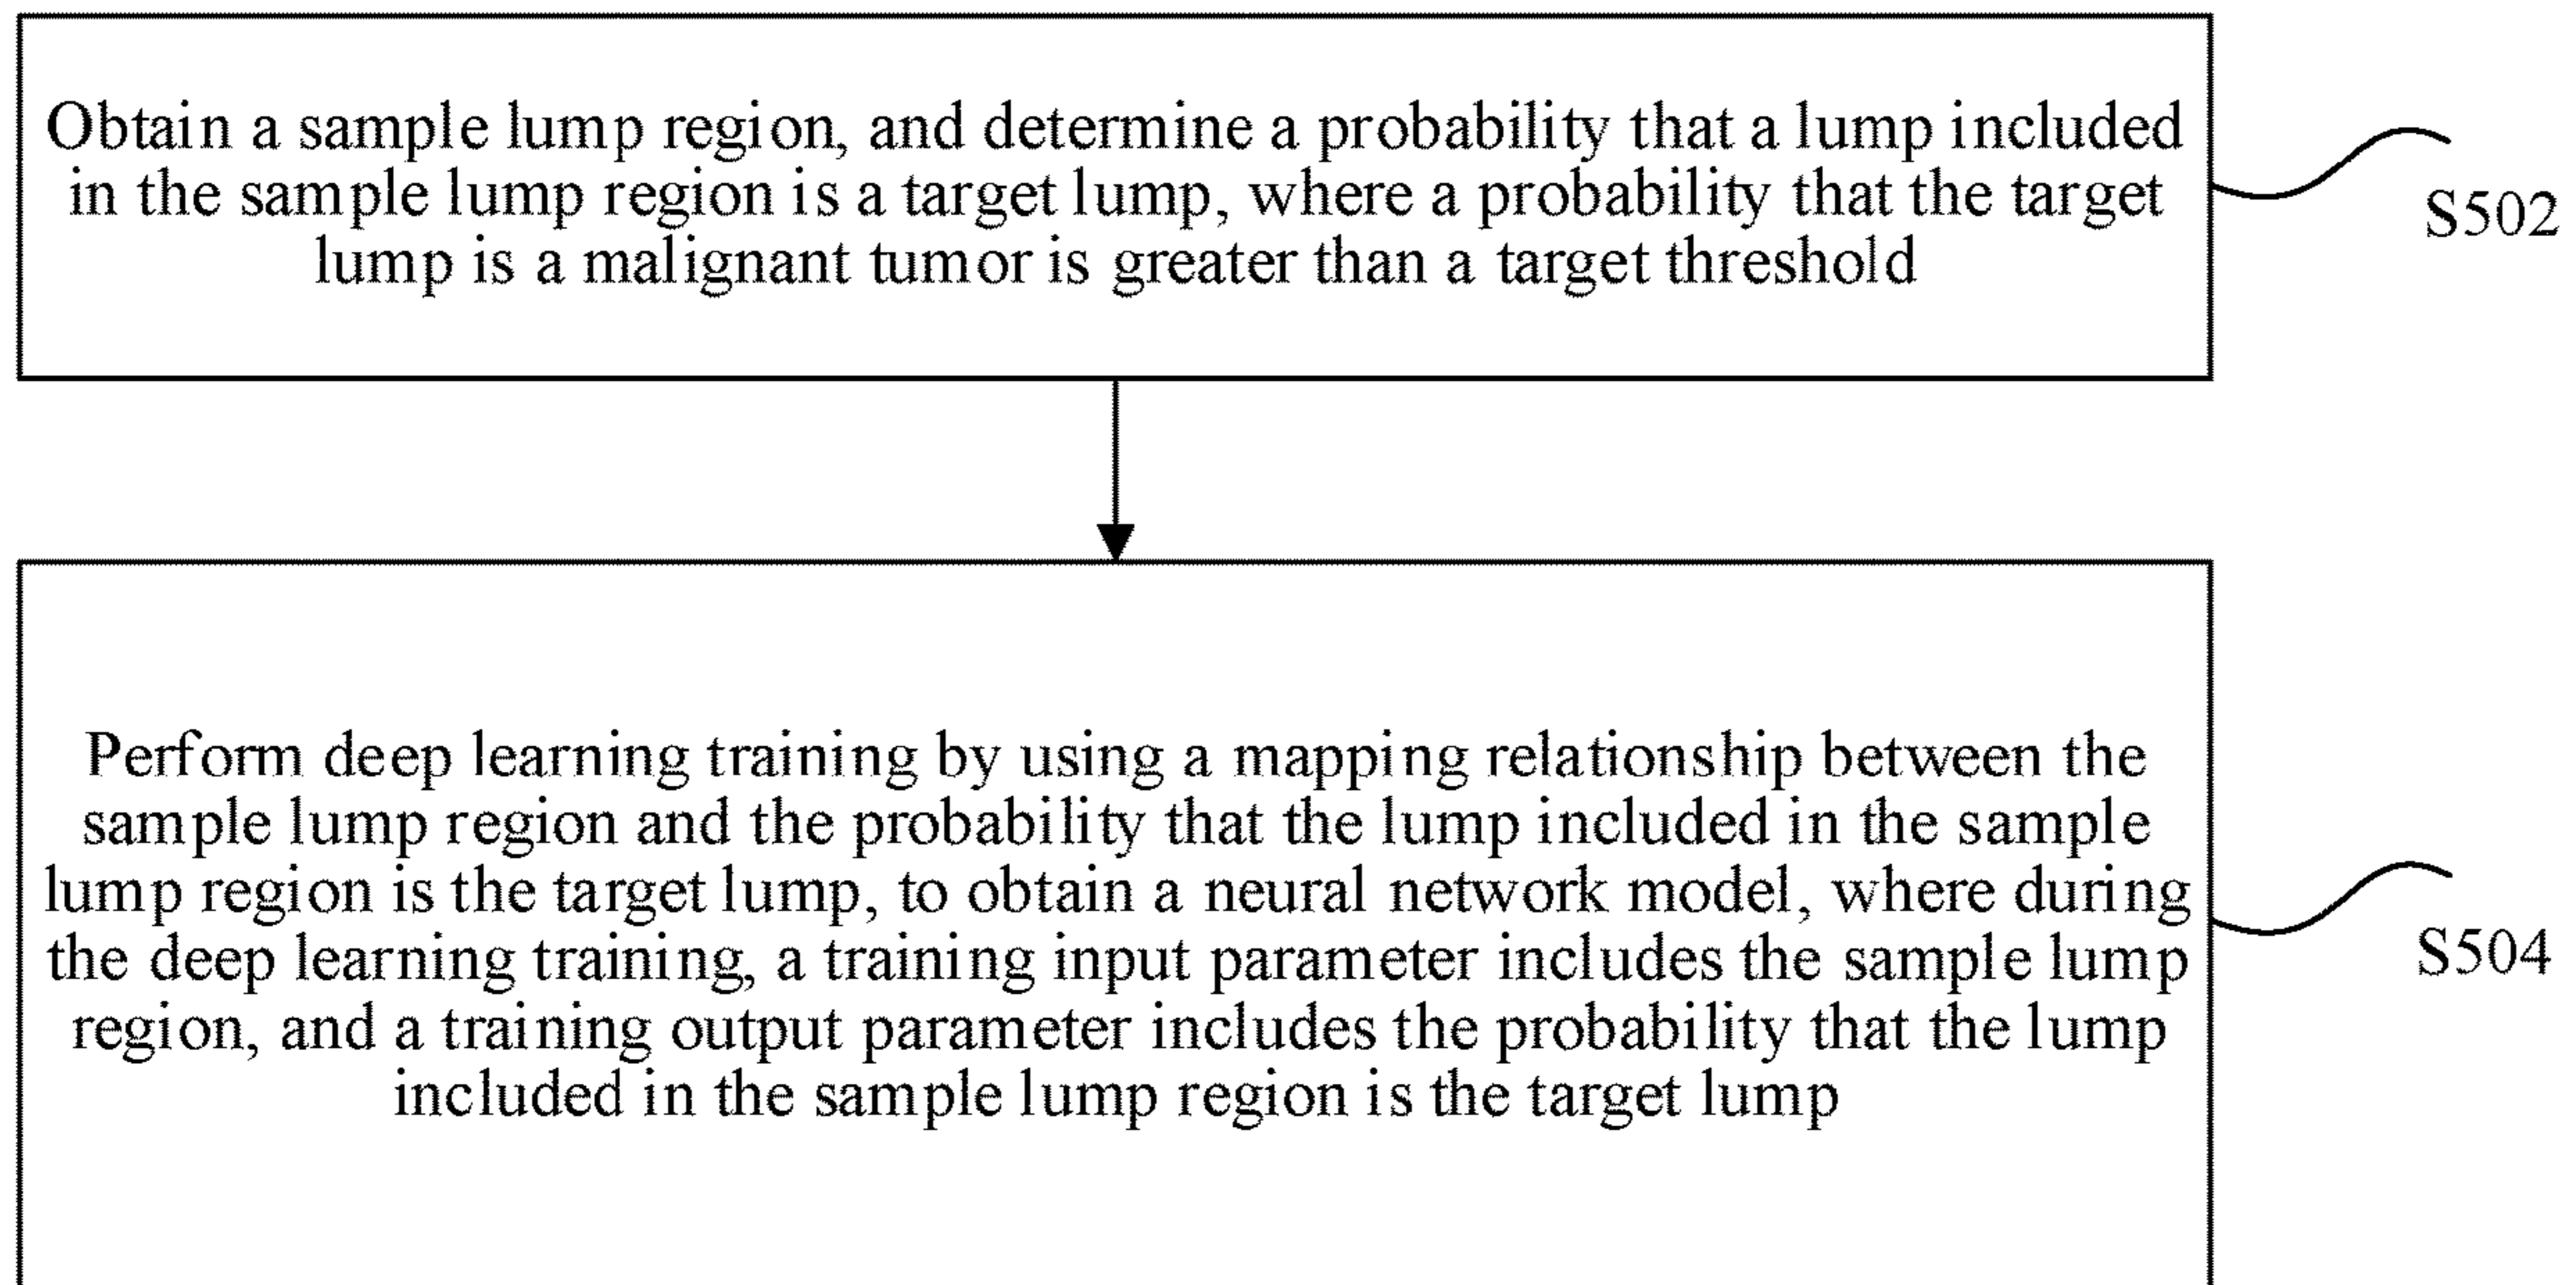 Obtain a sample lump region, and determine a probability that a lump included
in the sample lump region is a target lump, where a probability that the target
lump is a malignant tumor is greater than a target threshold
S502
Perform deep learning training by using a mapping relationship between the
sample lump region and the probability that the lump included in the sample
lump region is the target lump, to obtain a neural network model, where during
the deep learning training, a training input parameter includes the sample lump
region, and a training output parameter includes the probability that the lump
included in the sample lump region is the target lump
S504